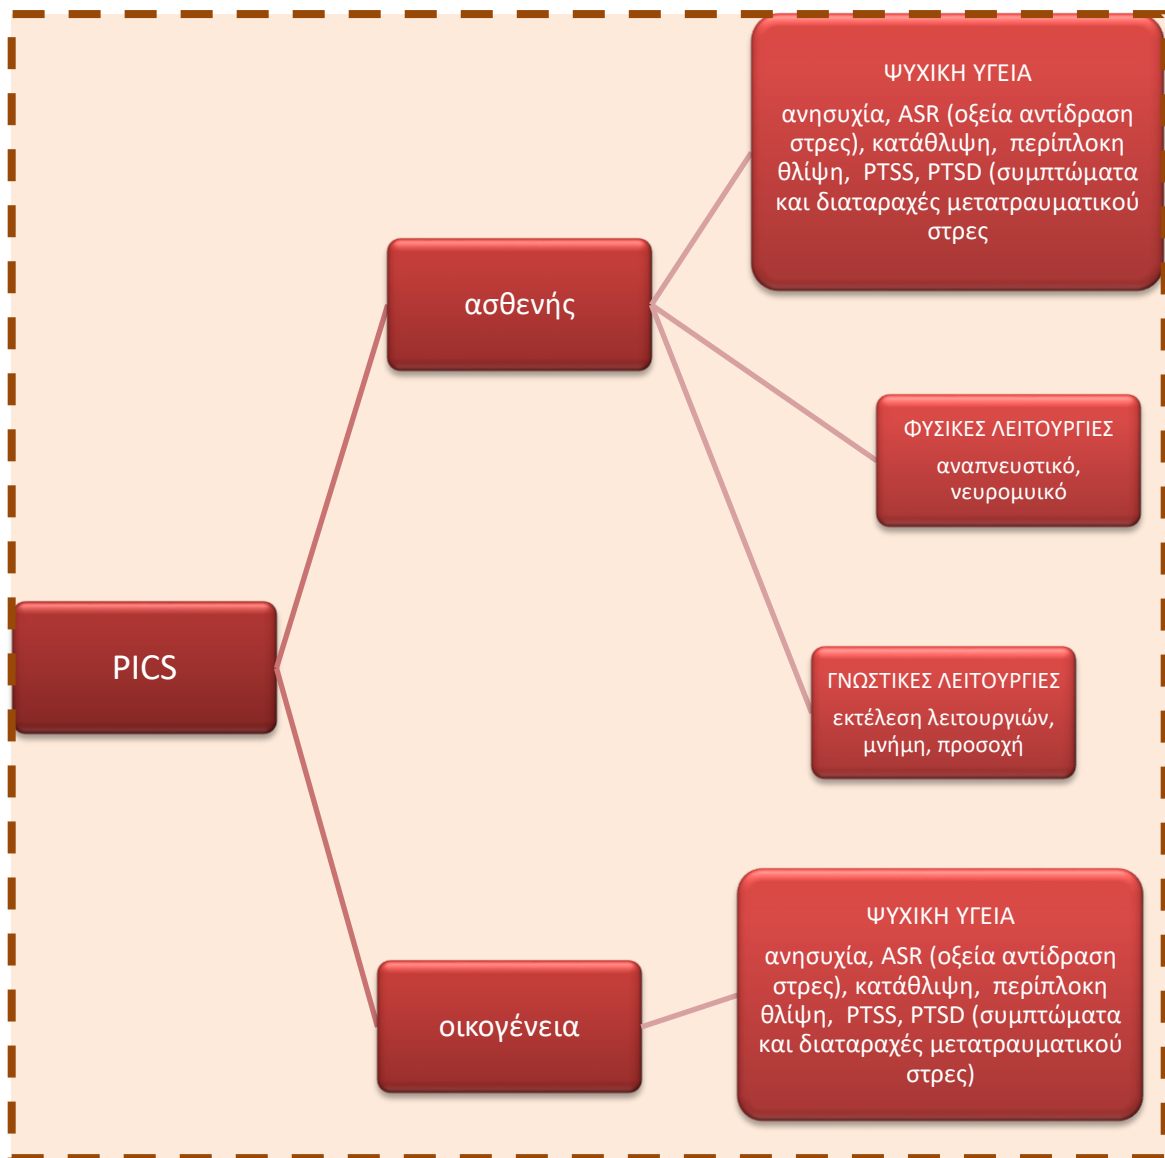 ΨΥΧΙΚΗ ΥΓΕΙΑ
ανησυχία, ASR (οξεία αντίδραση
στρες), κατάθλιψη, περίπλοκη
θλίψη, PTSS, PTSD (συμπτώματα
και διαταραχές μετατραυματικού
στρες
ασθενής
ΦΥΣΙΚΕΣ ΛΕΙΤΟΥΡΓΙΕΣ
αναπνευστικό,
νευρομυικό
PICS
ΓΝΩΣΤΙΚΕΣ ΛΕΙΤΟΥΡΓΙΕΣ
εκτέλεση λειτουργιών,
μνήμη, προσοχή
οικογένεια
ΨΥΧΙΚΗ ΥΓΕΙΑ
ανησυχία, ASR (οξεία αντίδραση
στρες), κατάθλιψη, περίπλοκη
θλίψη, PTSS, PTSD (συμπτώματα
και διαταραχές μετατραυματικού
στρες)